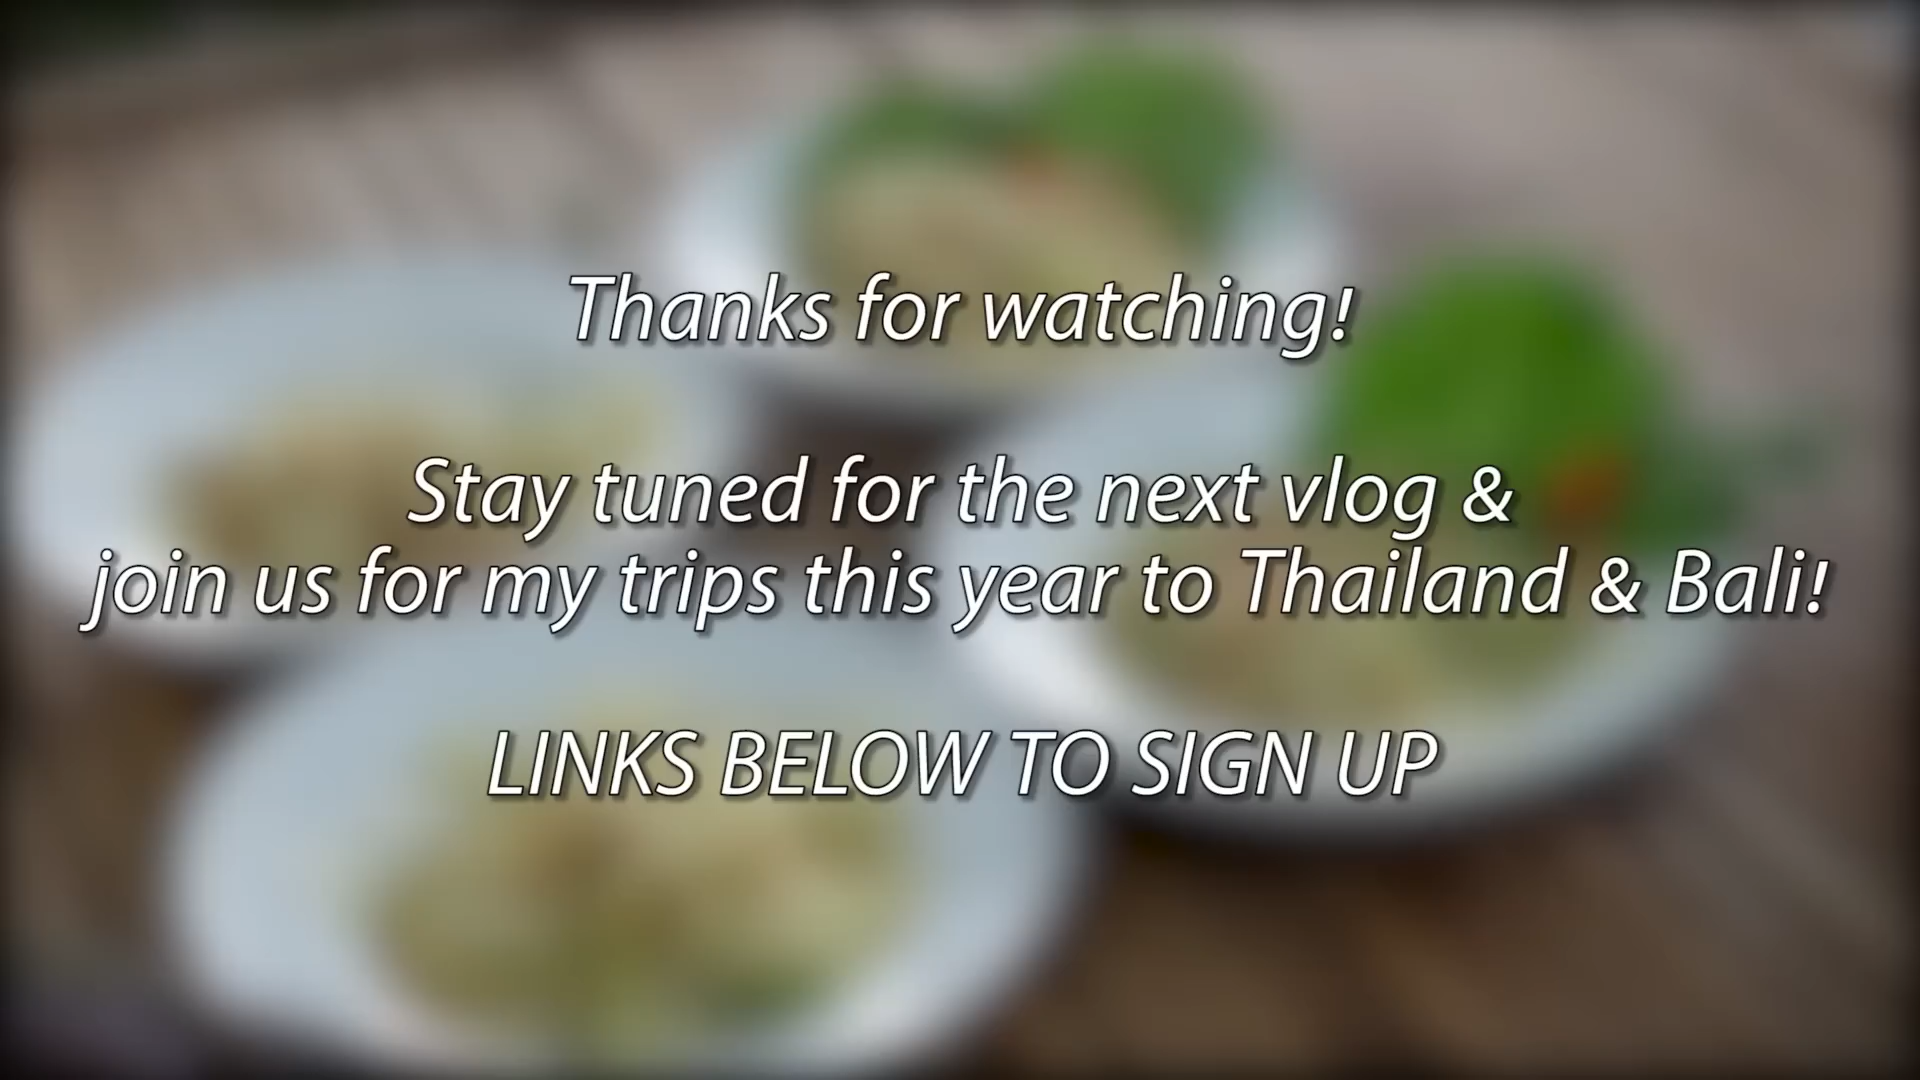 Thanks for watching!
Stay tuned for the next vlog &
join us for my trips this year to Thailand & Bali!
LINKS BELOW TO SIGN UP